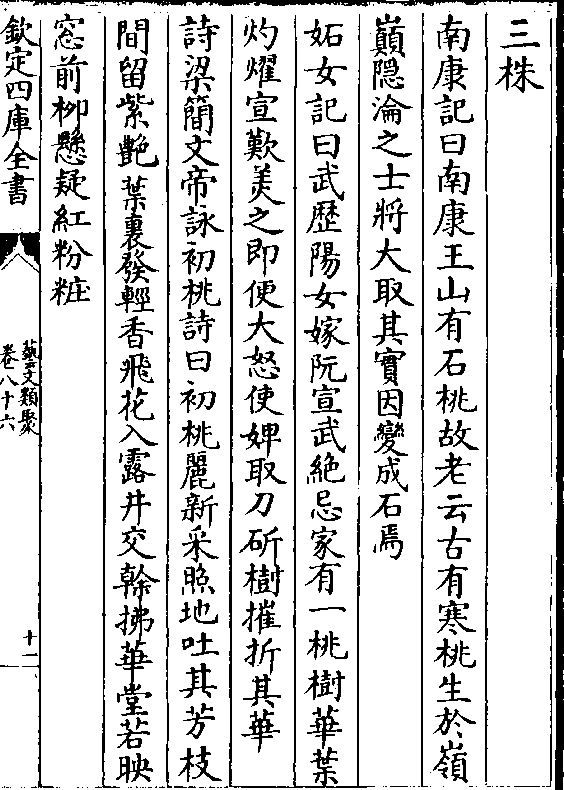 三株
南康記曰南康王山有石桃故老云古有寒桃生於嶺
巔隠淪之士將大取其實因變成石焉
妬女記曰武歴陽女嫁阮宣武絶忌家有一桃樹華葉
灼耀宣歎美之即便大怒使婢取刀斫樹摧折其華
詩梁簡文帝詠初桃詩曰初桃麗新采照地吐其芳枝
間留紫艶葉裏發輕香飛花入露井交幹拂華堂若映
窓前栁懸疑紅粉粧
欽定四庫全書
藝文類聚
卷八十六
十一